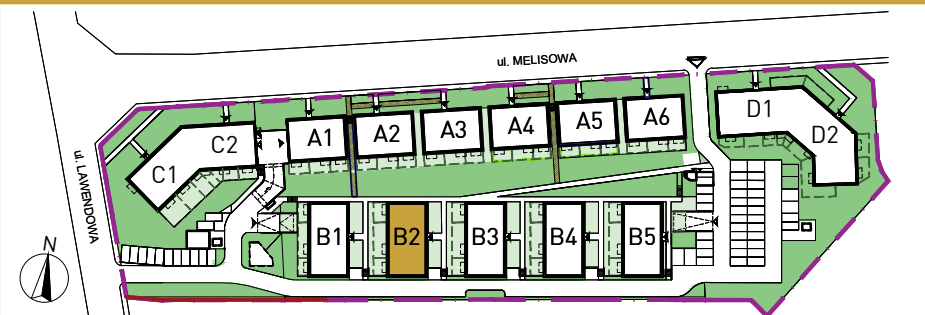 ul. MELISOWA
D1
D2
C2
C1
A1
A2
A3
A4
A5
A6
ul. LAWENDOWA
B1
B2
B3
B4
B5
N